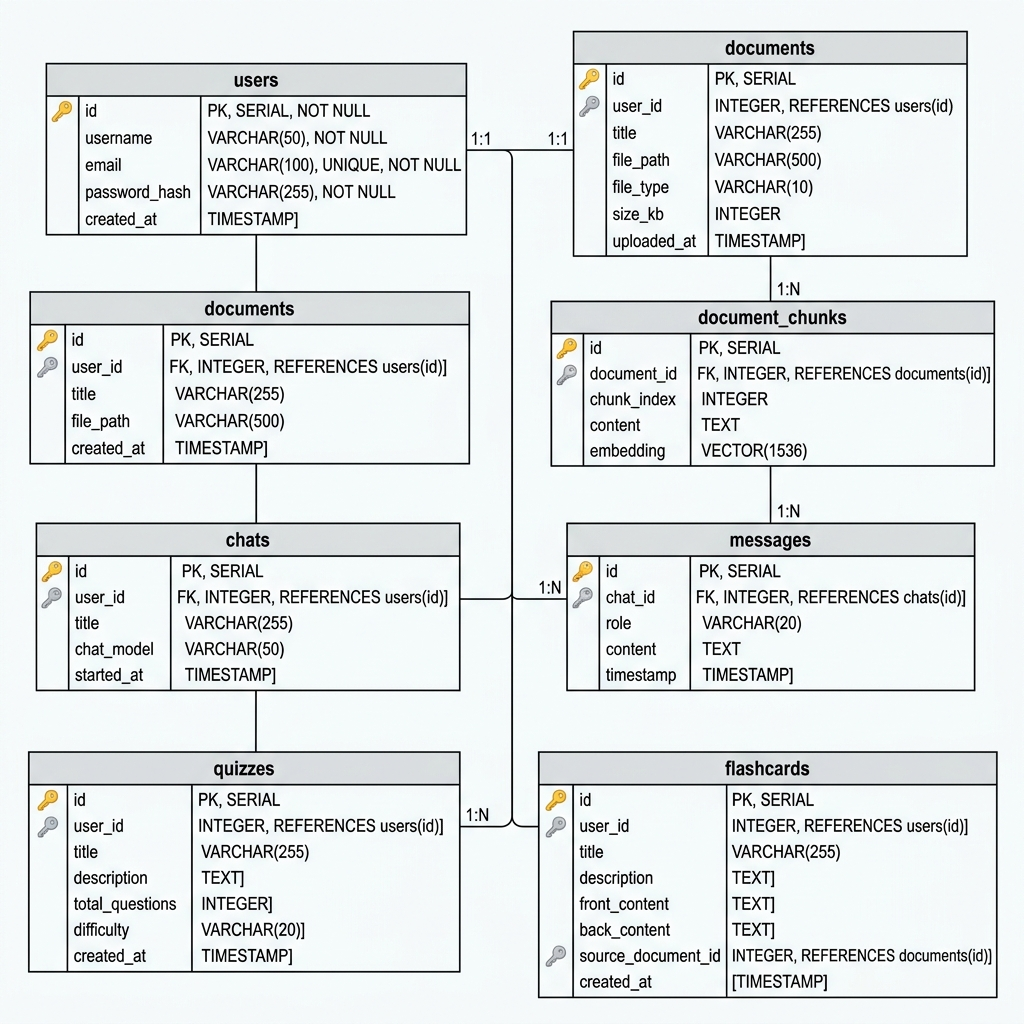 users
id PK, SERIAL, NOT NULL
username VARCHAR(50), NOT NULL
email VARCHAR(100), UNIQUE, NOT NULL
password_hash VARCHAR(255), NOT NULL
created_at TIMESTAMP]
1:1
1:1
documents
id PK, SERIAL
user_id INTEGER, REFERENCES users(id)
title VARCHAR(255)
file_path VARCHAR(500)
file_type VARCHAR(10)
size_kb INTEGER
uploaded_at TIMESTAMP]
1:N
documents
id PK, SERIAL
user_id FK, INTEGER, REFERENCES users(id)]
title VARCHAR(255)
file_path VARCHAR(500)
created_at TIMESTAMP]
document_chunks
id PK, SERIAL
document_id FK, INTEGER, REFERENCES documents(id)]
chunk_index INTEGER
content TEXT
embedding VECTOR(1536)
1:N
chats
id PK, SERIAL
user_id FK, INTEGER, REFERENCES users(id)]
title VARCHAR(255)
chat_model VARCHAR(50)
started_at TIMESTAMP]
1:N
messages
id PK, SERIAL
chat_id FK, INTEGER, REFERENCES chats(id)]
role VARCHAR(20)
content TEXT
timestamp TIMESTAMP]
quizzes
id PK, SERIAL
user_id INTEGER, REFERENCES users(id)]
title VARCHAR(255)
description TEXT]
total_questions INTEGER]
difficulty VARCHAR(20)]
created_at TIMESTAMP]
1:N
flashcards
id PK, SERIAL
user_id INTEGER, REFERENCES users(id)]
title VARCHAR(255)
description TEXT]
front_content TEXT]
back_content TEXT]
source_document_id INTEGER, REFERENCES documents(id)]
created_at [TIMESTAMP]